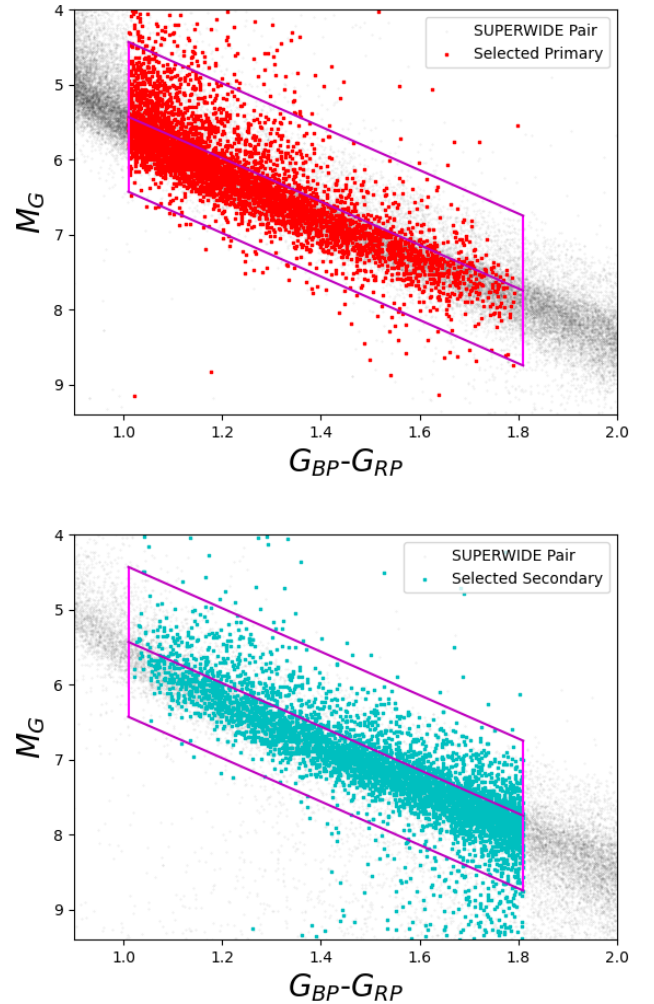 SUPERWIDE Pair
Selected Primary
4
5
6
7
8
9
M_G
1.0 1.2 1.4 1.6 1.8 2.0
G_BP-G_RP
SUPERWIDE Pair
Selected Secondary
4
5
6
7
8
9
M_G
1.0 1.2 1.4 1.6 1.8 2.0
G_BP-G_RP